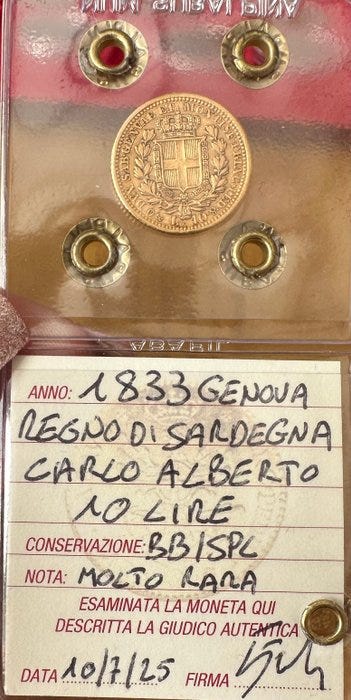 L. 10
ANNO: 1833 GENOVA
REGNO DI SARDEGNA
CARLO ALBERTO
10 LIRE
CONSERVAZIONE: BB/SPL
NOTA: MOLTO RARA
ESAMINATA LA MONETA QUI
DESCRITTA LA GIUDICO AUTENTICA
DATA 10/7/25 FIRMA